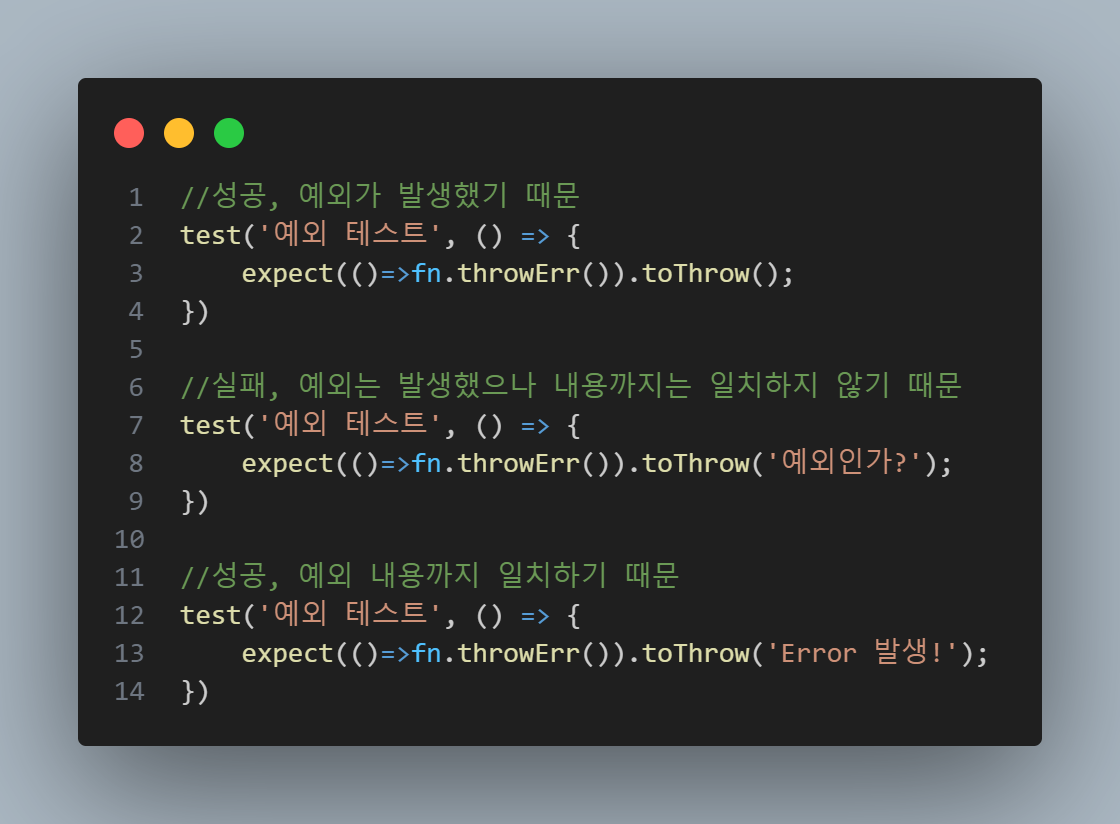 1 //성공, 예외가 발생했기 때문
2 test('예외 테스트', () => {
3     expect(()=>fn.throwErr()).toThrow();
4 })
5
6 //실패, 예외는 발생했으나 내용까지는 일치하지 않기 때문
7 test('예외 테스트', () => {
8     expect(()=>fn.throwErr()).toThrow('예외인가?');
9 })
10
11 //성공, 예외 내용까지 일치하기 때문
12 test('예외 테스트', () => {
13     expect(()=>fn.throwErr()).toThrow('Error 발생!');
14 })